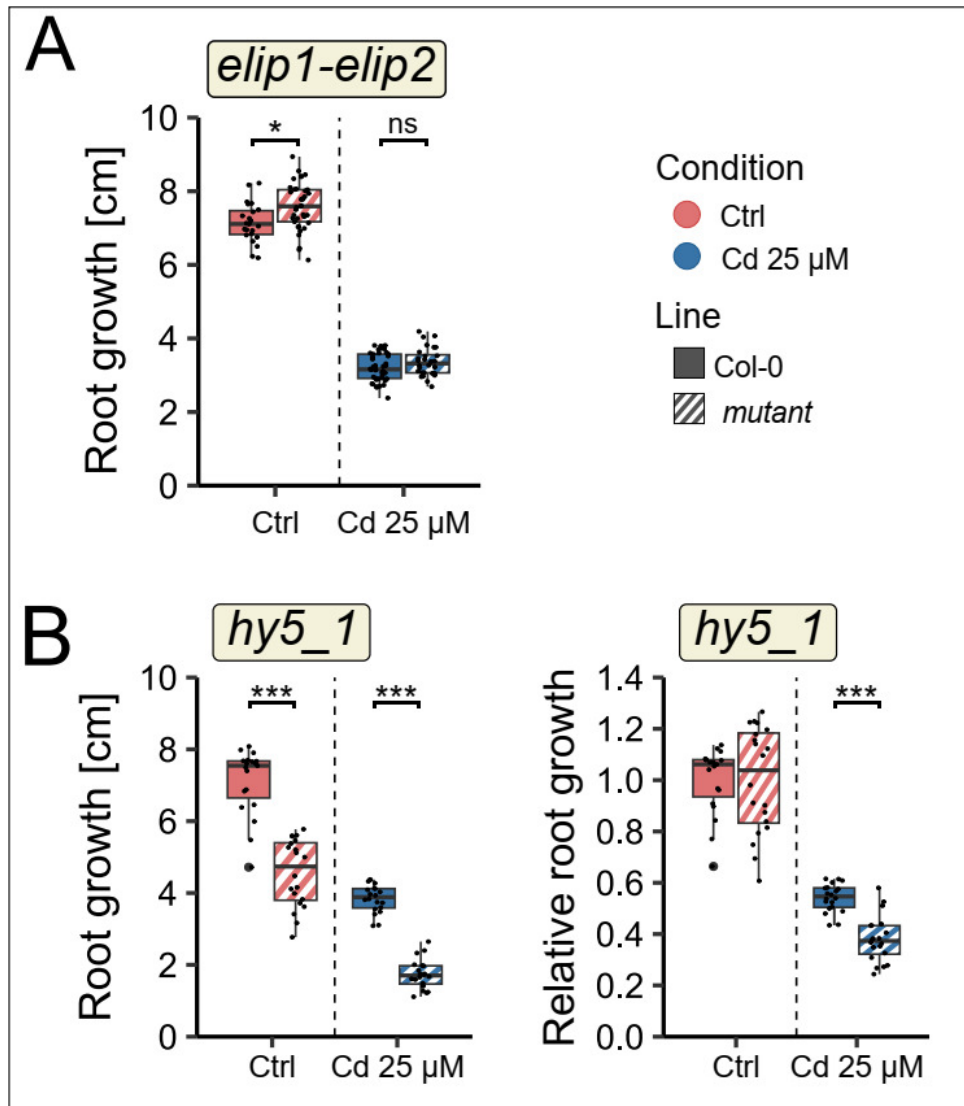 A
elip1-elip2
Root growth [cm]
10
8
6
4
2
0
*
ns
Ctrl
Cd 25 µM
Condition
Ctrl
Cd 25 µM
Line
Col-0
mutant
B
hy5_1
Root growth [cm]
10
8
6
4
2
0
***
***
Ctrl
Cd 25 µM
hy5_1
Relative root growth
1.4
1.2
1.0
0.8
0.6
0.4
0.2
0.0
***
Ctrl
Cd 25 µM